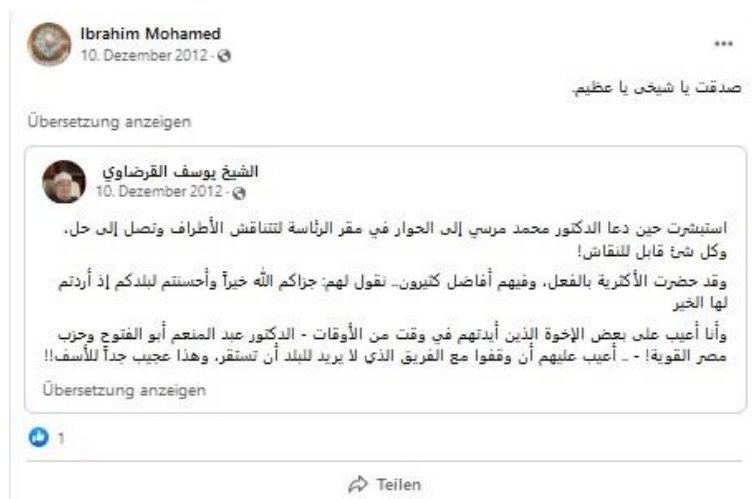 Ibrahim Mohamed
10. Dezember 2012 ·
صدقت يا شيخى يا عظيم.
Übersetzung anzeigen
الشيخ يوسف القرضاوي
10. Dezember 2012 ·
استبشرت حين دعا الدكتور محمد مرسي إلى الحوار في مقر الرئاسة لتتناقش الأطراف وتصل إلى حل،
وكل شئ قابل للنقاش!
وقد حضرت الأكثرية بالفعل، وفيهم أفاضل كثيرون.. نقول لهم: جزاكم الله خيراً وأحسنتم لبلدكم إذ أردتم
لها الخير
وأنا أعيب على بعض الإخوة الذين أيدتهم في وقت من الأوقات - الدكتور عبد المنعم أبو الفتوح وحزب
مصر القوية! - .. أعيب عليهم أن وقفوا مع الفريق الذي لا يريد للبلد أن تستقر، وهذا عجيب جداً للأسف!!
Übersetzung anzeigen
1
Teilen